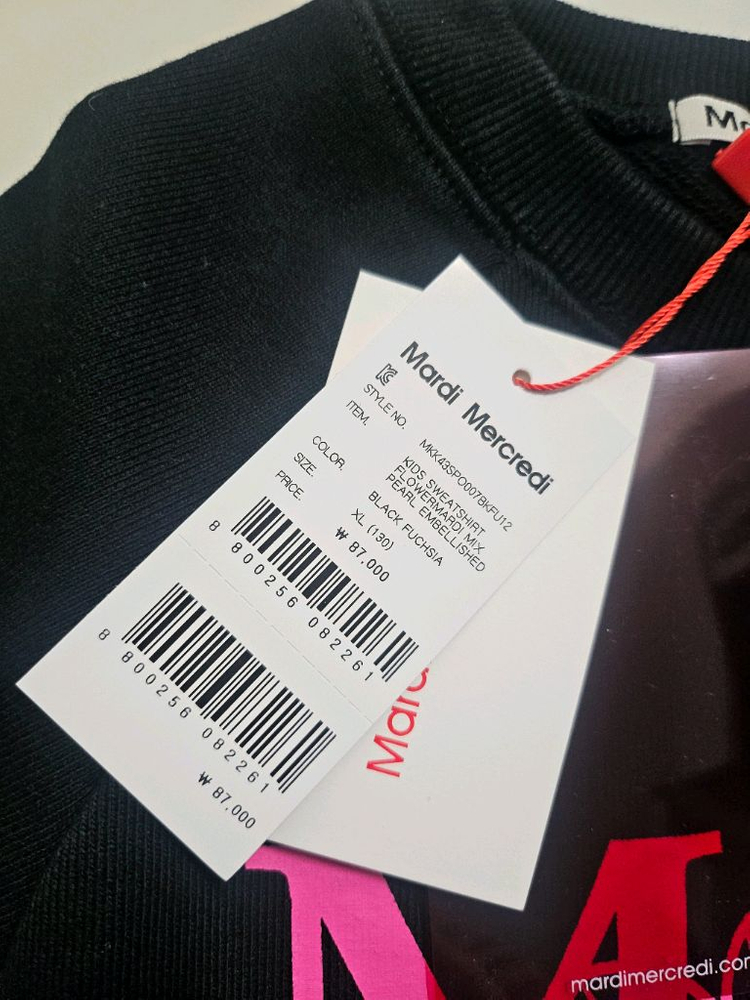 Mardi Mercredi
STYLE NO. MKK43SPO007BKFU12
ITEM. KIDS SWEATSHIRT
FLOWERMARDI MIX
PEARL EMBELLISHED
COLOR. BLACK FUCHSIA
SIZE. XL (130)
PRICE. ₩ 87,000
8 800256 082261
8 800256 082261
₩ 87,000
mardimercredi.com